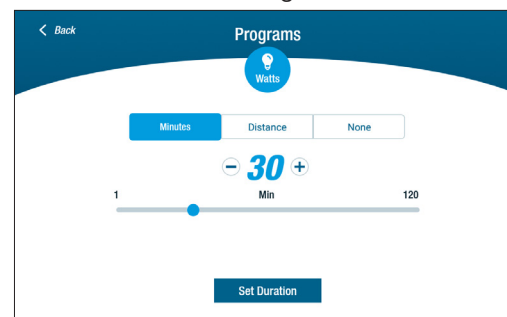 Back
Programs
Watts
Minutes Distance None
30
1 Min 120
Set Duration